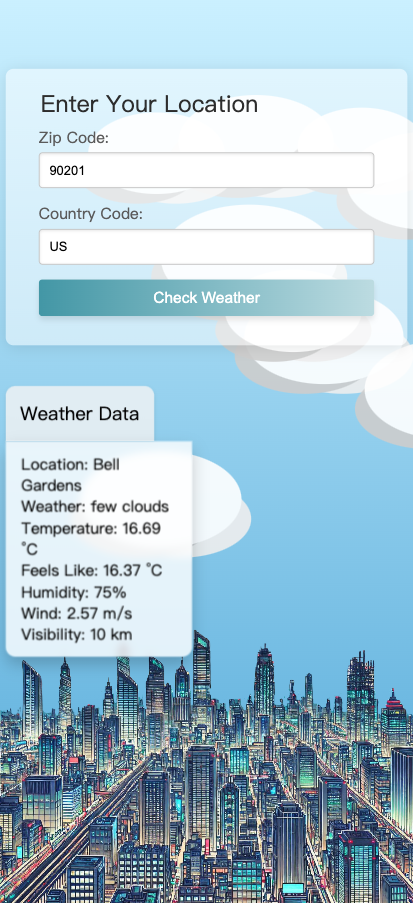 Enter Your Location
Zip Code:
90201
Country Code:
US
Check Weather
Weather Data
Location: Bell
Gardens
Weather: few clouds
Temperature: 16.69
°C
Feels Like: 16.37 °C
Humidity: 75%
Wind: 2.57 m/s
Visibility: 10 km